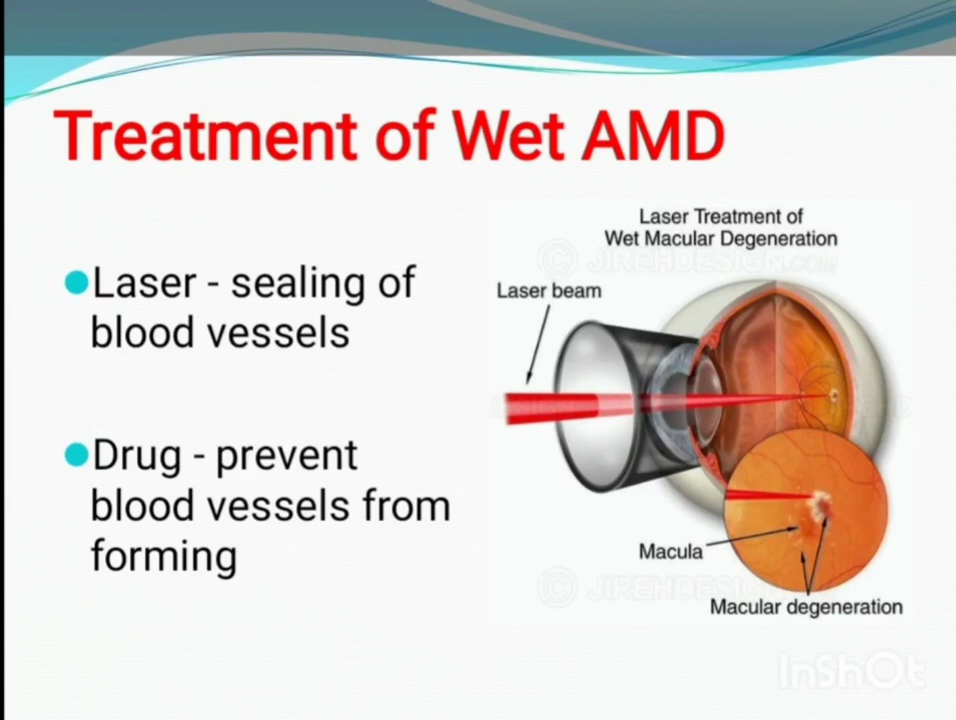 Treatment of Wet AMD
Laser - sealing of
blood vessels
Drug - prevent
blood vessels from
forming
Laser Treatment of
Wet Macular Degeneration
© JIREHDESIGN.COM
Laser beam
Macula
© JIREHDESIGN
Macular degeneration
InShOt